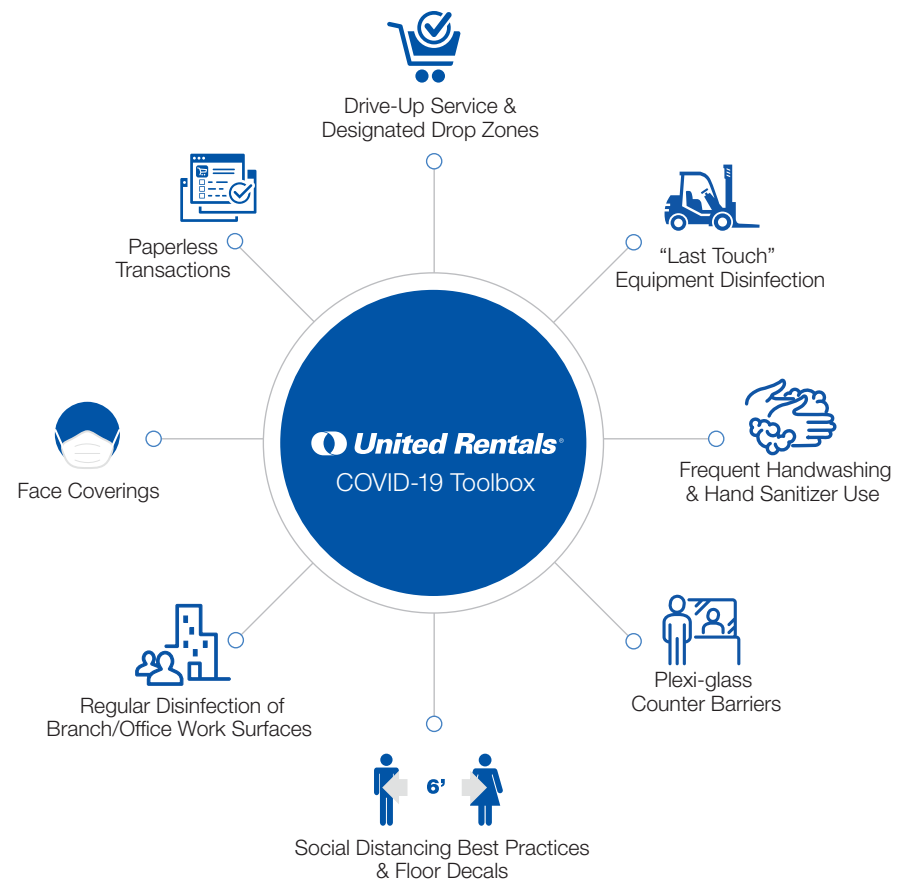 Drive-Up Service &
Designated Drop Zones
Paperless
Transactions
"Last Touch"
Equipment Disinfection
United Rentals®
COVID-19 Toolbox
Face Coverings
Frequent Handwashing
& Hand Sanitizer Use
Regular Disinfection of
Branch/Office Work Surfaces
Plexi-glass
Counter Barriers
6’
Social Distancing Best Practices
& Floor Decals